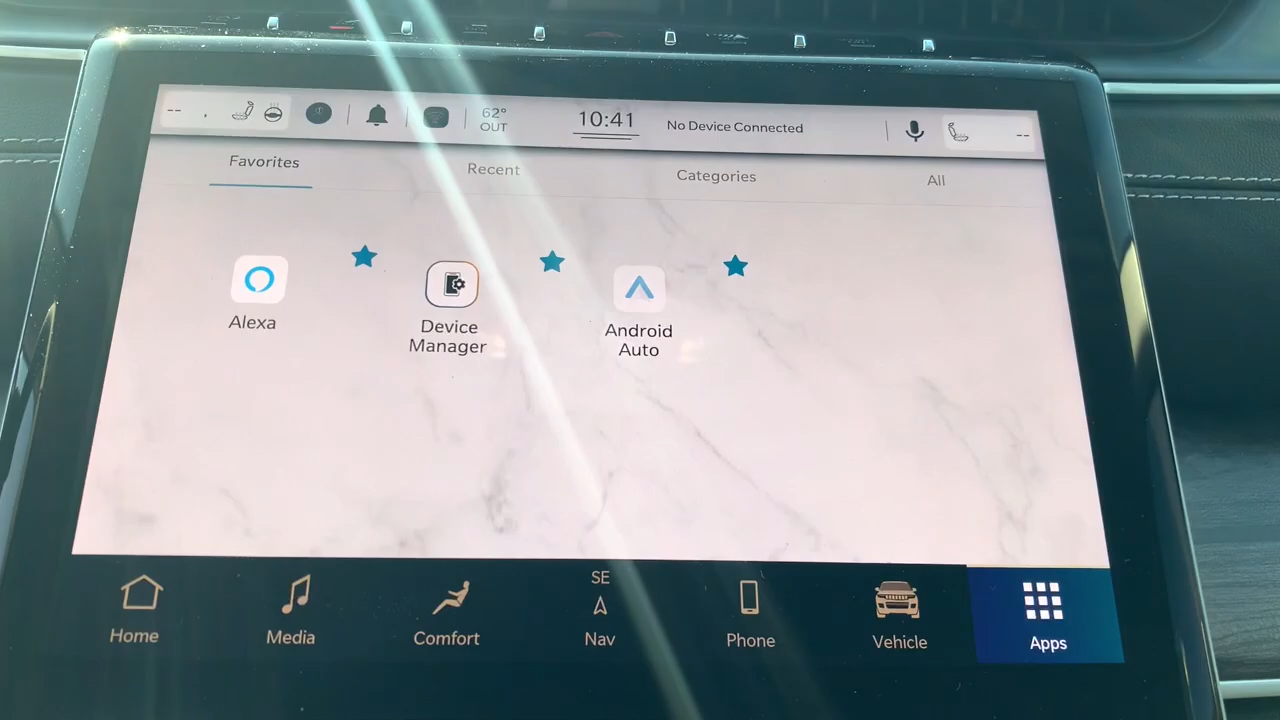 -- 62° OUT 10:41 No Device Connected --
Favorites Recent Categories All
Alexa
Device
Manager
Android
Auto
SE
Home Media Comfort Nav Phone Vehicle Apps